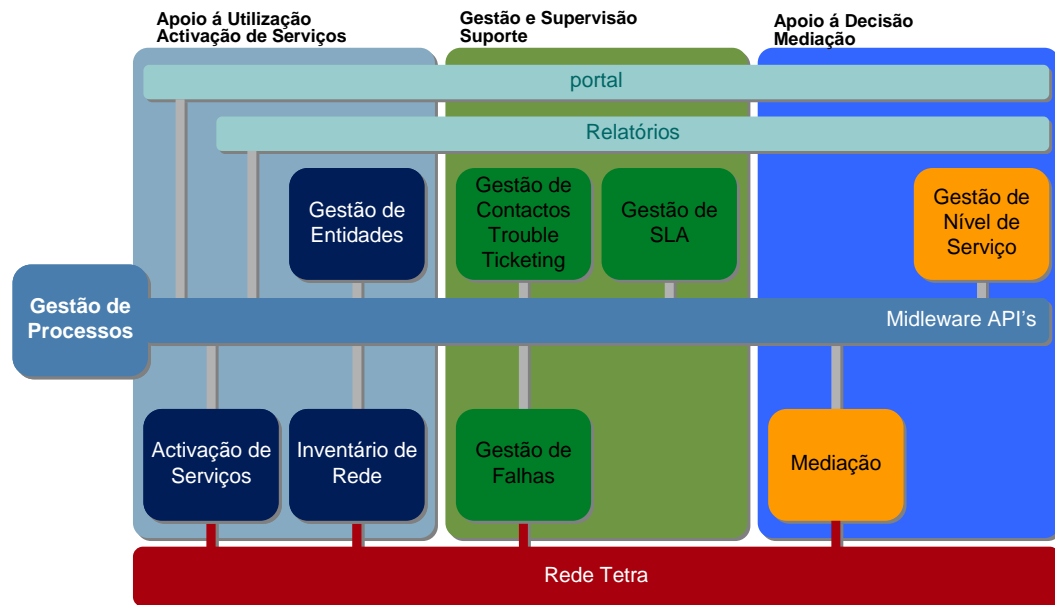 Apoio á Utilização
Activação de Serviços
Gestão e Supervisão
Suporte
Apoio á Decisão
Mediação
portal
Relatórios
Gestão de
Entidades
Gestão de
Contactos
Trouble
Ticketing
Gestão de
SLA
Gestão de
Nível de
Serviço
Gestão de
Processos
Midleware API's
Activação de
Serviços
Inventário de
Rede
Gestão de
Falhas
Mediação
Rede Tetra